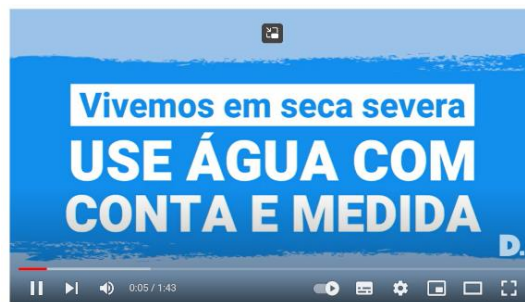 Vivemos em seca severa
USE ÁGUA COM
CONTA E MEDIDA
D.
0:05 / 1:43